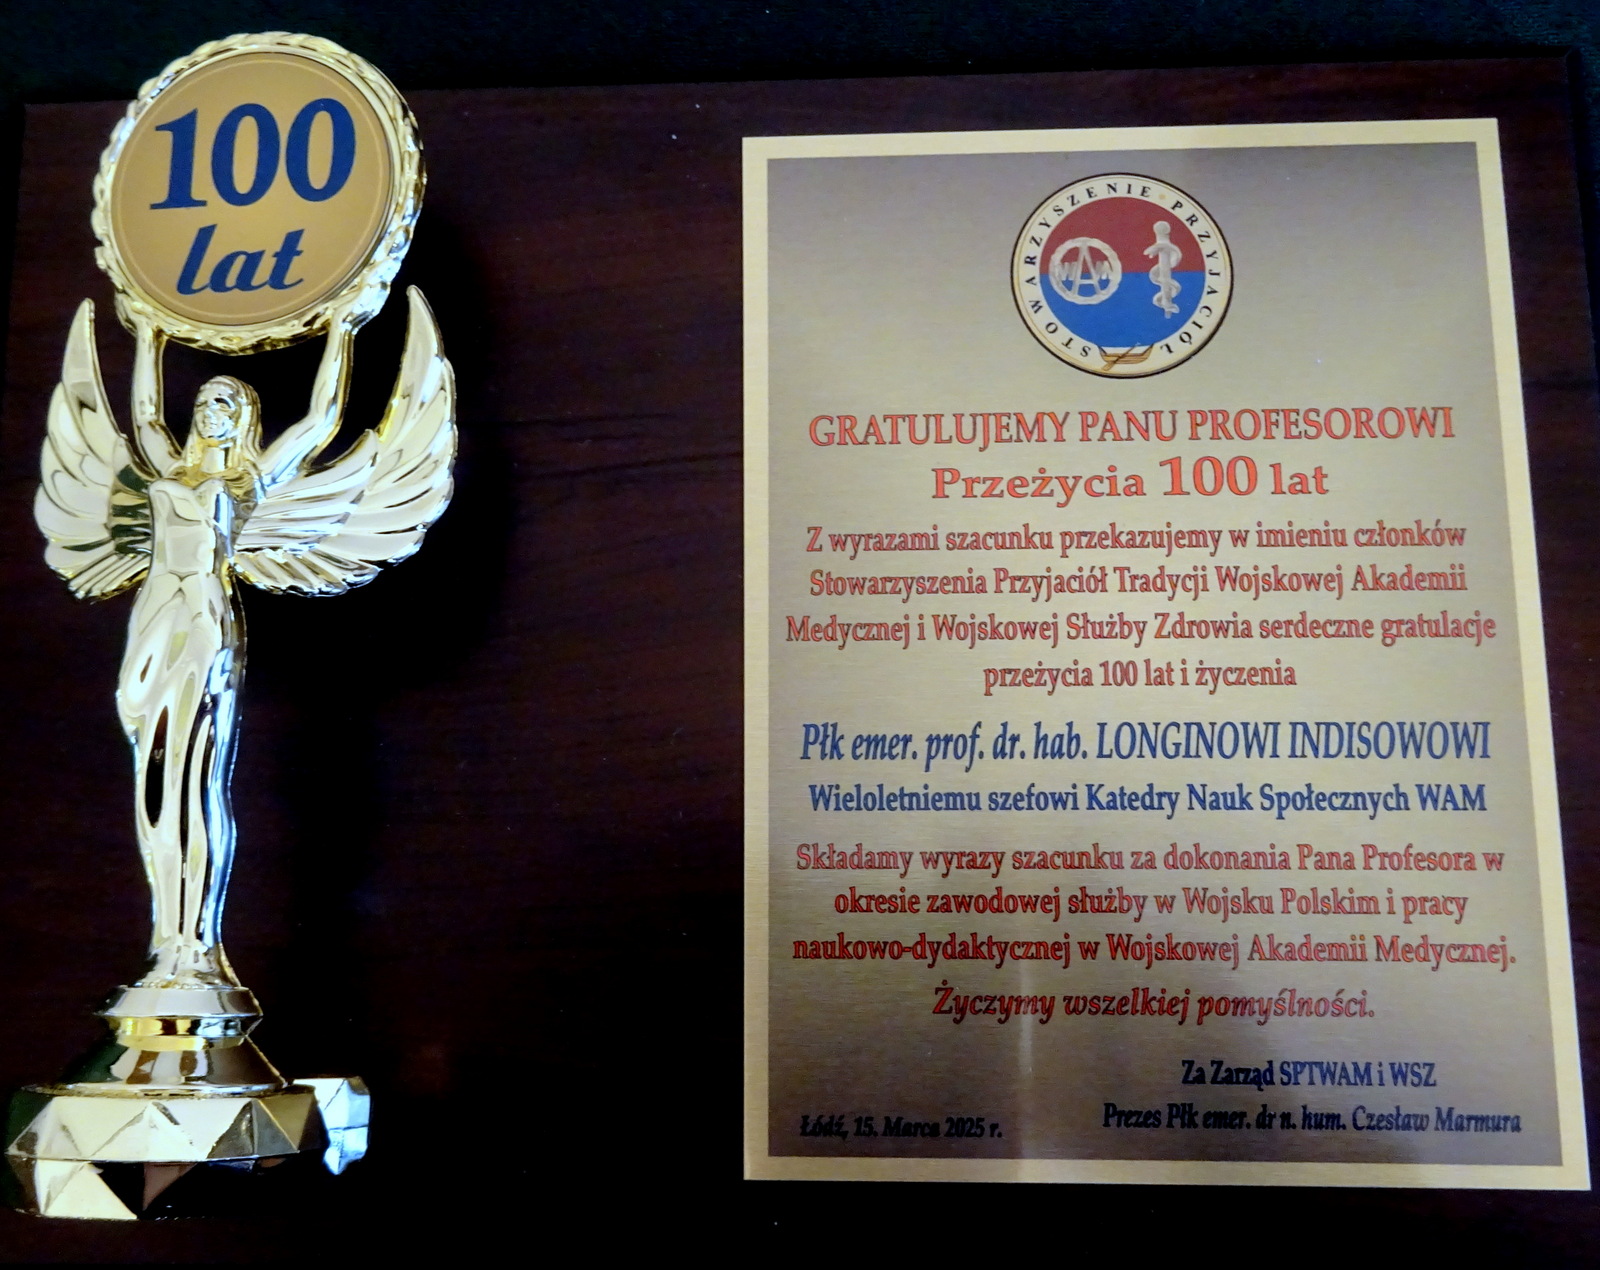 100
lat
STOWARZYSZENIE PRZYJACIÓŁ
WAM
GRATULUJEMY PANU PROFESOROWI
Przeżycia 100 lat
Z wyrazami szacunku przekazujemy w imieniu członków
Stowarzyszenia Przyjaciół Tradycji Wojskowej Akademii
Medycznej i Wojskowej Służby Zdrowia serdeczne gratulacje
przeżycia 100 lat i życzenia
Płk emer. prof. dr. hab. LONGINOWI INDISOWOWI
Wieloletniemu szefowi Katedry Nauk Społecznych WAM
Składamy wyrazy szacunku za dokonania Pana Profesora w
okresie zawodowej służby w Wojsku Polskim i pracy
naukowo-dydaktycznej w Wojskowej Akademii Medycznej.
Życzymy wszelkiej pomyślności.
Za Zarząd SPTWAM i WSZ
Łódź, 15. Marca 2025 r.
Prezes Płk emer. dr n. hum. Czesław Marmura